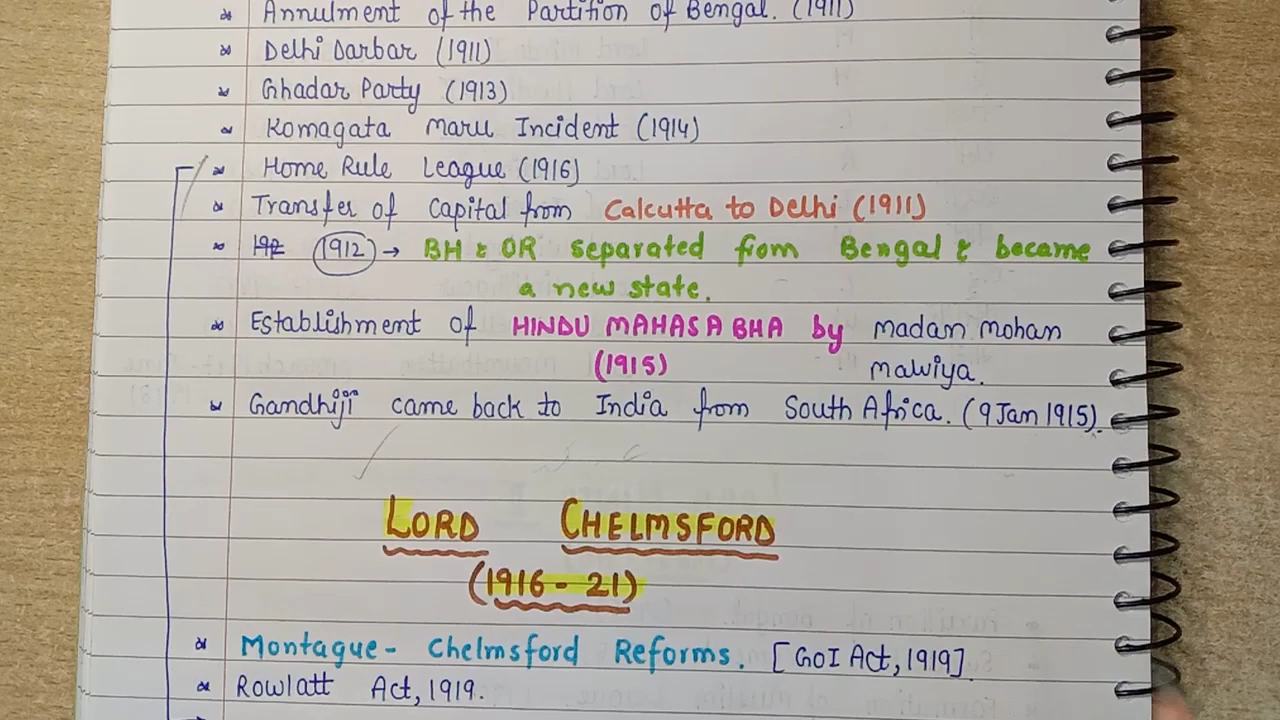 Annulment of the Partition of Bengal. (1911)
Delhi Darbar (1911)
Ghadar Party (1913)
Komagata maru Incident (1914)
Home Rule League (1916)
Transfer of Capital from Calcutta to Delhi (1911)
192 (1912) → BH & OR separated from Bengal & became
a new state.
Establishment of HINDU MAHASABHA by madan mohan
(1915) malviya.
Gandhiji came back to India from South Africa. (9 Jan 1915).
LORD CHELMSFORD
(1916 - 21)
Montague - Chelmsford Reforms. [GOI Act, 1919].
Rowlatt Act, 1919.